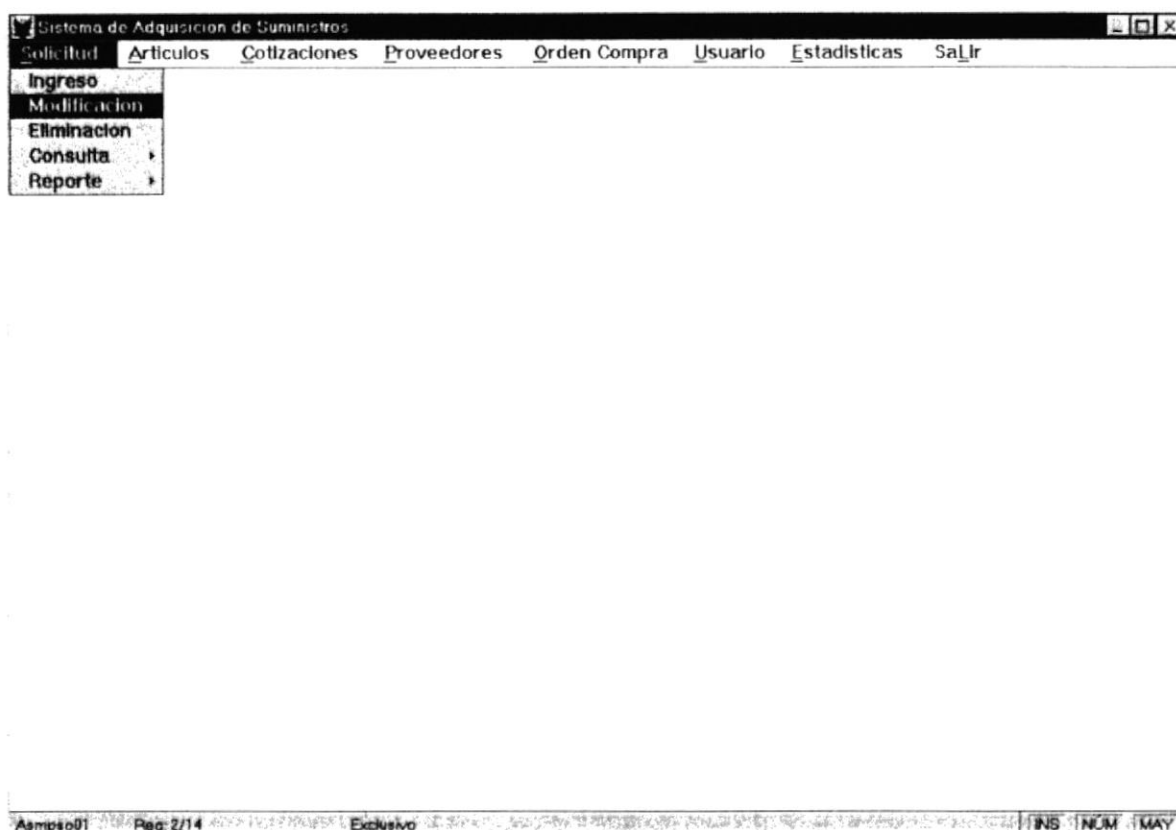 Sistema de Adquisicion de Suministros
Solicitud Articulos Cotizaciones Proveedores Orden Compra Usuario Estadisticas SaLir
Ingreso
Modificacion
Eliminacion
Consulta
Reporte
Asmpso01 Reg: 2/14 Exclusivo INS NUM MAY